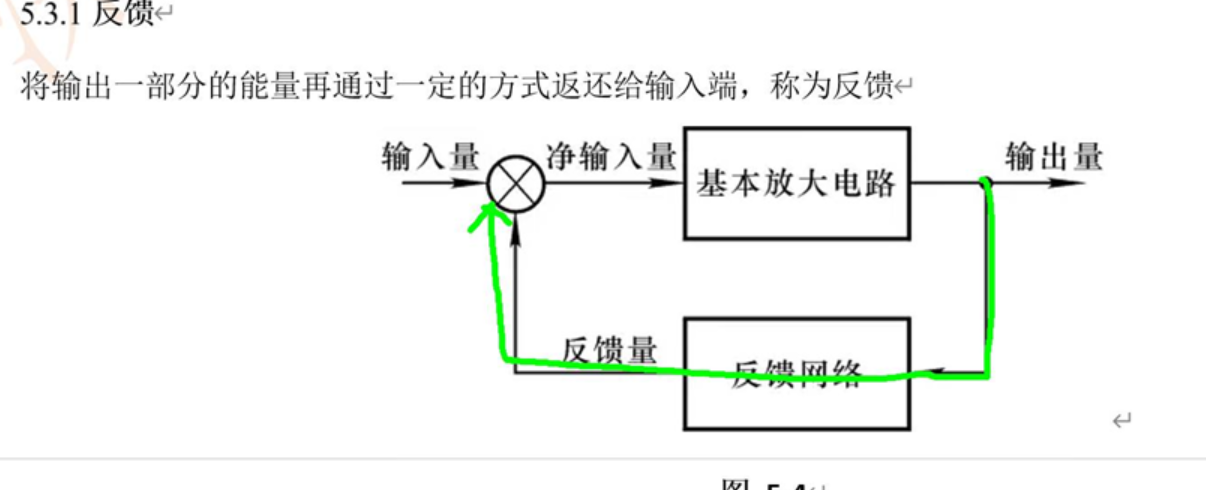 5.3.1 反馈
将输出一部分的能量再通过一定的方式返还给输入端，称为反馈
输入量 净输入量 基本放大电路 输出量
反馈量 反馈网络
图 5.4